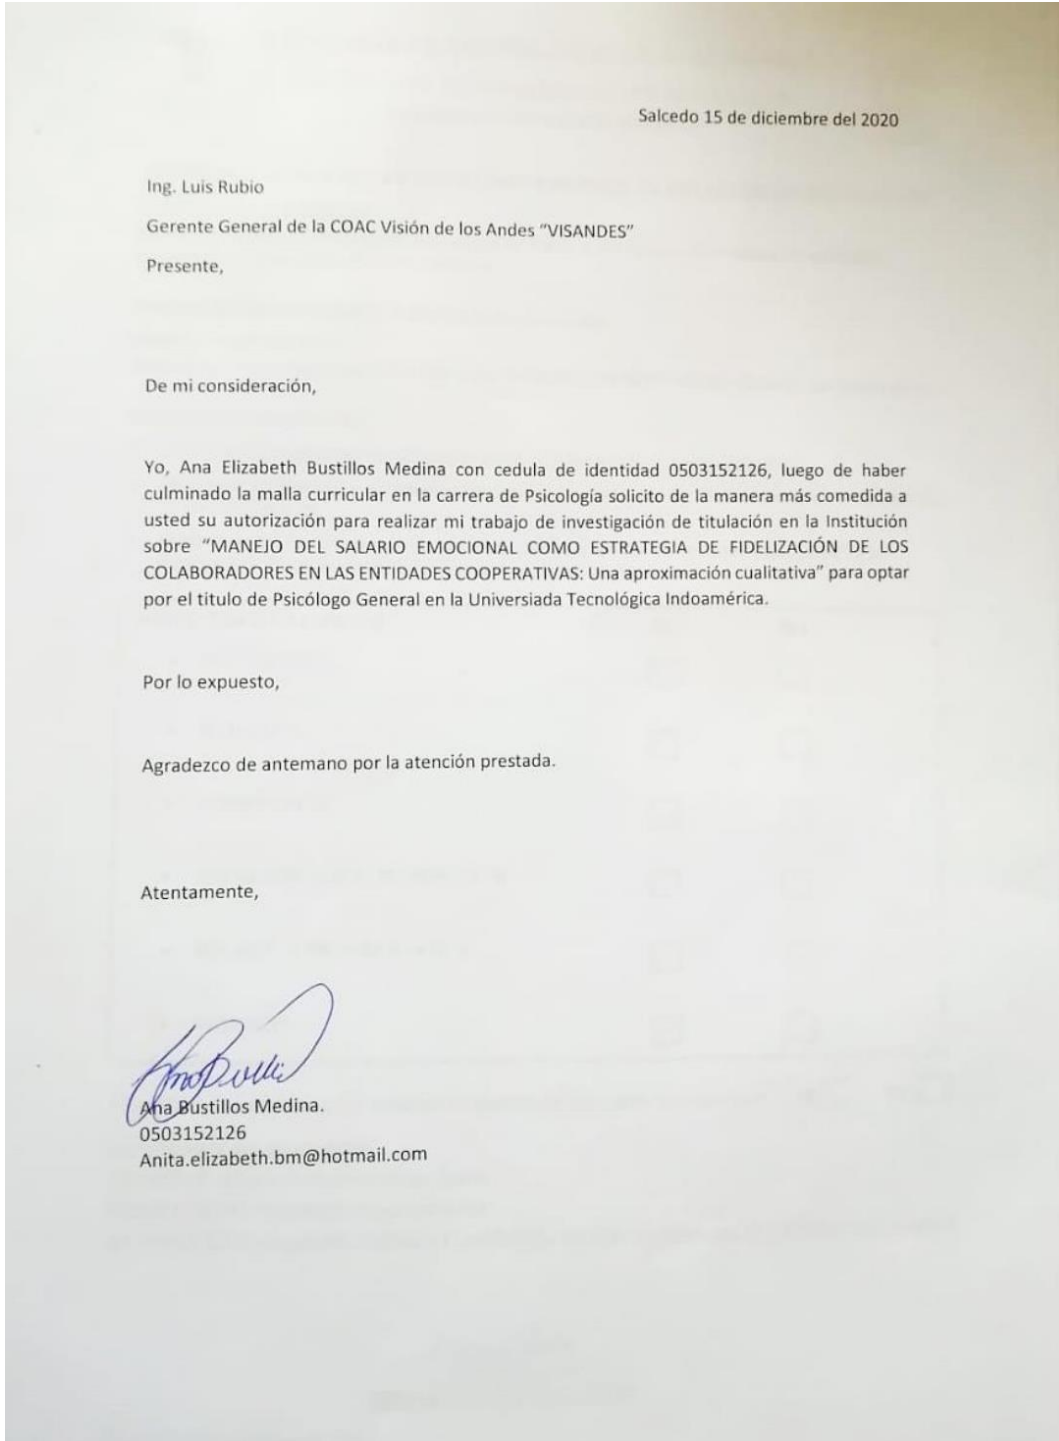 Salcedo 15 de diciembre del 2020
Ing. Luis Rubio
Gerente General de la COAC Visión de los Andes “VISANDES”
Presente,
De mi consideración,
Yo, Ana Elizabeth Bustillos Medina con cedula de identidad 0503152126, luego de haber
culminado la malla curricular en la carrera de Psicología solicito de la manera más comedida a
usted su autorización para realizar mi trabajo de investigación de titulación en la Institución
sobre “MANEJO DEL SALARIO EMOCIONAL COMO ESTRATEGIA DE FIDELIZACIÓN DE LOS
COLABORADORES EN LAS ENTIDADES COOPERATIVAS: Una aproximación cualitativa” para optar
por el titulo de Psicólogo General en la Universiada Tecnológica Indoamérica.
Por lo expuesto,
Agradezco de antemano por la atención prestada.
Atentamente,
Ana Bustillos Medina.
0503152126
Anita.elizabeth.bm@hotmail.com